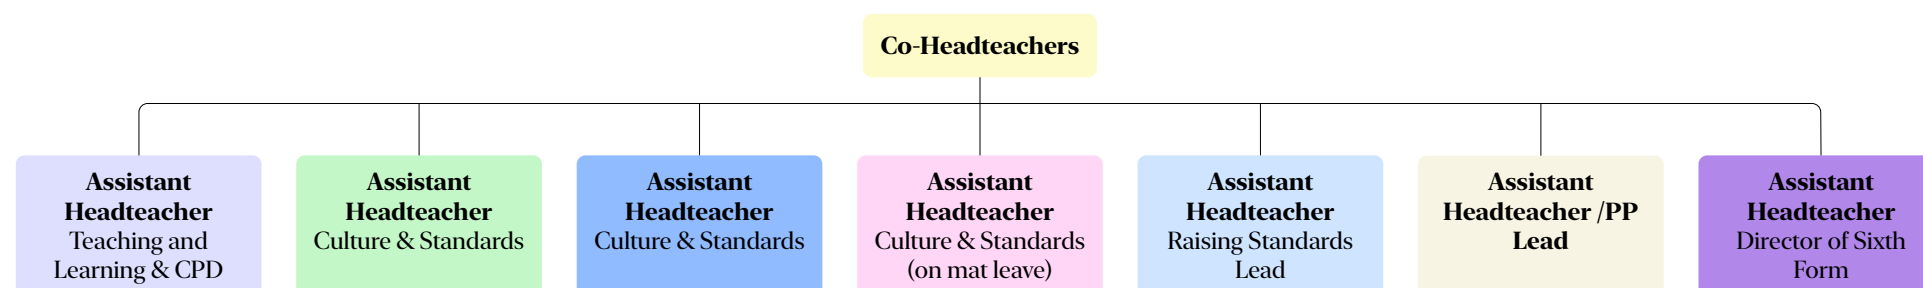 Co-Headteachers
Assistant
Headteacher
Teaching and
Learning & CPD
Assistant
Headteacher
Culture & Standards
Assistant
Headteacher
Culture & Standards
Assistant
Headteacher
Culture & Standards
(on mat leave)
Assistant
Headteacher
Raising Standards
Lead
Assistant
Headteacher /PP
Lead
Assistant
Headteacher
Director of Sixth
Form